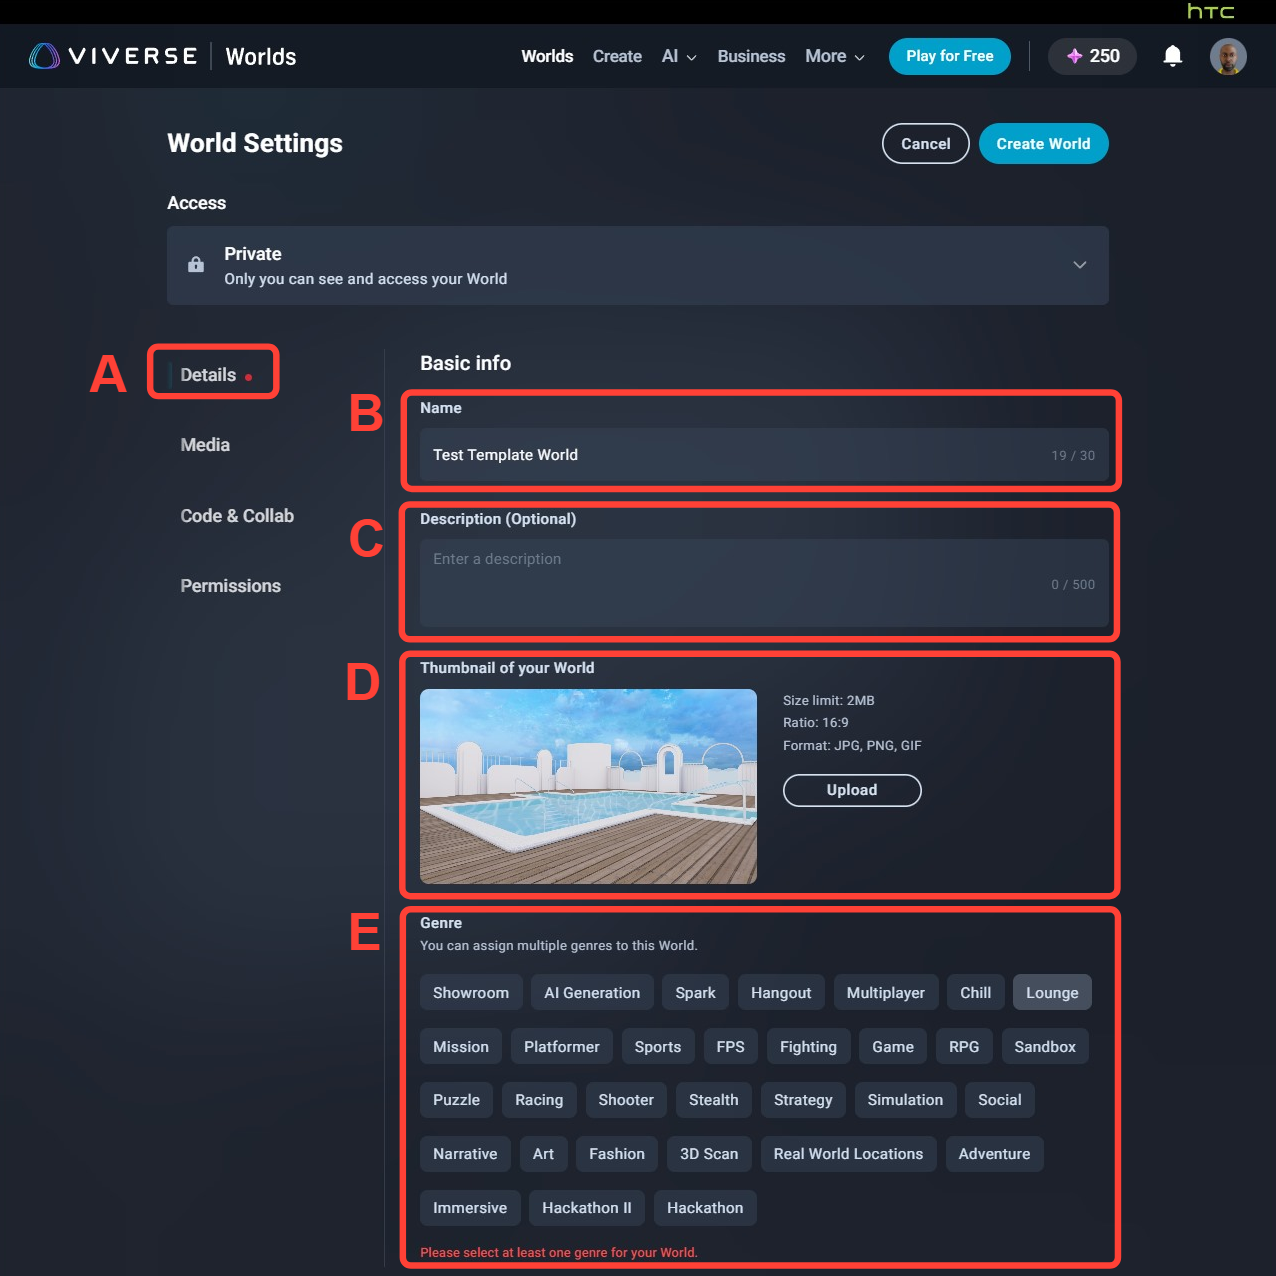 hTC
VIVERSE | Worlds
Worlds Create AI Business More Play for Free 250
World Settings
Cancel Create World
Access
Private
Only you can see and access your World
A
Details
Media
Code & Collab
Permissions
Basic info
B
Name
Test Template World 19 / 30
C
Description (Optional)
Enter a description
0 / 500
D
Thumbnail of your World
Size limit: 2MB
Ratio: 16:9
Format: JPG, PNG, GIF
Upload
E
Genre
You can assign multiple genres to this World.
Showroom AI Generation Spark Hangout Multiplayer Chill Lounge
Mission Platformer Sports FPS Fighting Game RPG Sandbox
Puzzle Racing Shooter Stealth Strategy Simulation Social
Narrative Art Fashion 3D Scan Real World Locations Adventure
Immersive Hackathon II Hackathon
Please select at least one genre for your World.